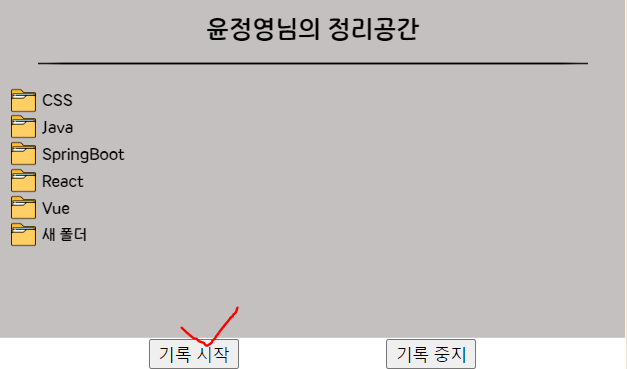 윤정영님의 정리공간
CSS
Java
SpringBoot
React
Vue
새 폴더
기록 시작 기록 중지